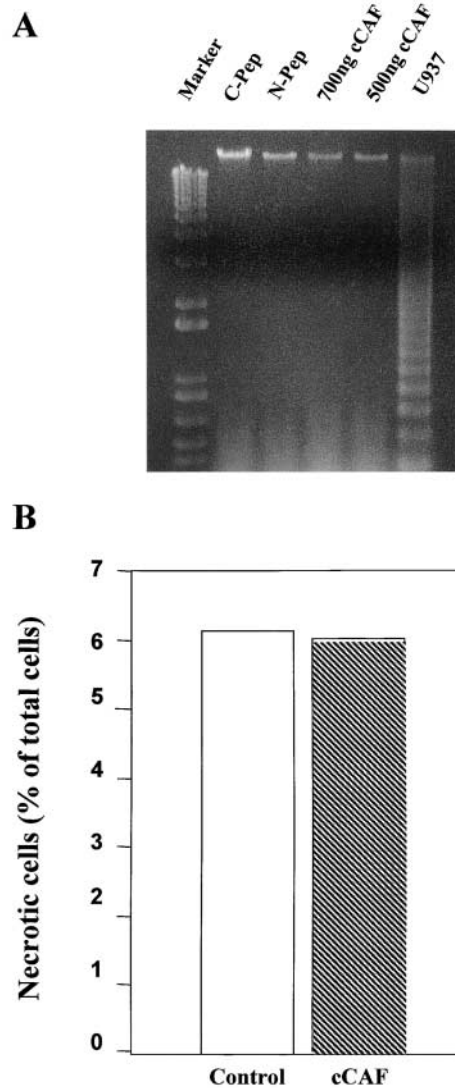 A
Marker
C-Pep
N-Pep
700ng cCAF
500ng cCAF
U937
B
Necrotic cells (% of total cells)
7
6
5
4
3
2
1
0
Control
cCAF